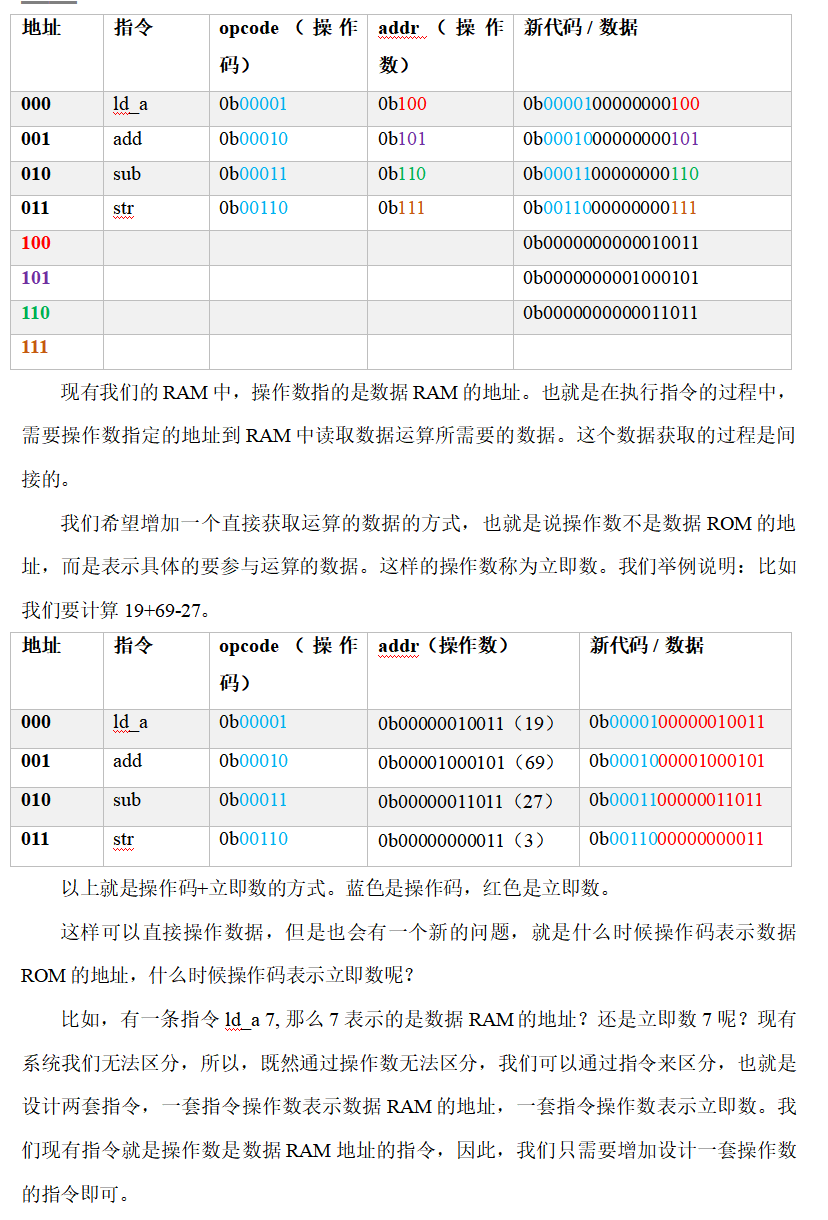 地址 指令 opcode（操作码） addr（操作数） 新代码 / 数据
000 ld_a 0b00001 0b100 0b0000100000000100
001 add 0b00010 0b101 0b0001000000000101
010 sub 0b00011 0b110 0b0001100000000110
011 str 0b00110 0b111 0b0011000000000111
100 0b0000000000010011
101 0b0000000001000101
110 0b0000000000011011
111
现有我们的 RAM 中，操作数指的是数据 RAM 的地址。也就是在执行指令的过程中，
需要操作数指定的地址到 RAM 中读取数据运算所需要的数据。这个数据获取的过程是间
接的。
我们希望增加一个直接获取运算的数据的方式，也就是说操作数不是数据 ROM 的地
址，而是表示具体的要参与运算的数据。这样的操作数称为立即数。我们举例说明：比如
我们要计算 19+69-27。
地址 指令 opcode（操作码） addr（操作数） 新代码 / 数据
000 ld_a 0b00001 0b00000010011（19） 0b0000100000010011
001 add 0b00010 0b00001000101（69） 0b0001000001000101
010 sub 0b00011 0b00000011011（27） 0b0001100000011011
011 str 0b00110 0b00000000011（3） 0b0011000000000011
以上就是操作码+立即数的方式。蓝色是操作码，红色是立即数。
这样可以直接操作数据，但是也会有一个新的问题，就是什么时候操作码表示数据
ROM 的地址，什么时候操作码表示立即数呢？
比如，有一条指令 ld_a 7, 那么 7 表示的是数据 RAM 的地址？还是立即数 7 呢？现有
系统我们无法区分，所以，既然通过操作数无法区分，我们可以通过指令来区分，也就是
设计两套指令，一套指令操作数表示数据 RAM 的地址，一套指令操作数表示立即数。我
们现有指令就是操作数是数据 RAM 地址的指令，因此，我们只需要增加设计一套操作数
的指令即可。